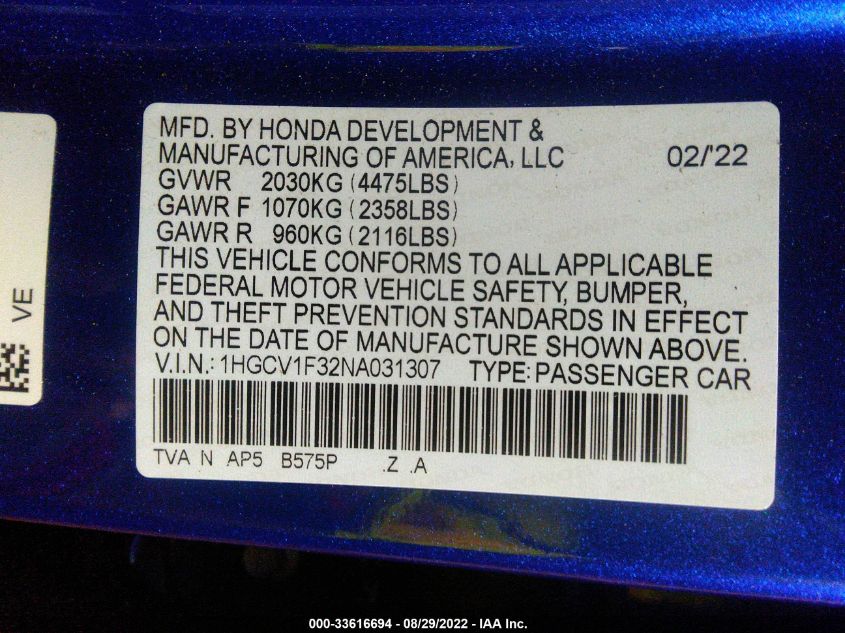 MFD. BY HONDA DEVELOPMENT &
MANUFACTURING OF AMERICA, LLC 02/'22
GVWR 2030KG (4475LBS)
GAWR F 1070KG (2358LBS)
GAWR R 960KG (2116LBS)
THIS VEHICLE CONFORMS TO ALL APPLICABLE
FEDERAL MOTOR VEHICLE SAFETY, BUMPER,
AND THEFT PREVENTION STANDARDS IN EFFECT
ON THE DATE OF MANUFACTURE SHOWN ABOVE.
V.I.N.: 1HGCV1F32NA031307 TYPE: PASSENGER CAR
TVA N AP5 B575P .Z .A
VE
000-33616694 - 08/29/2022 - IAA Inc.